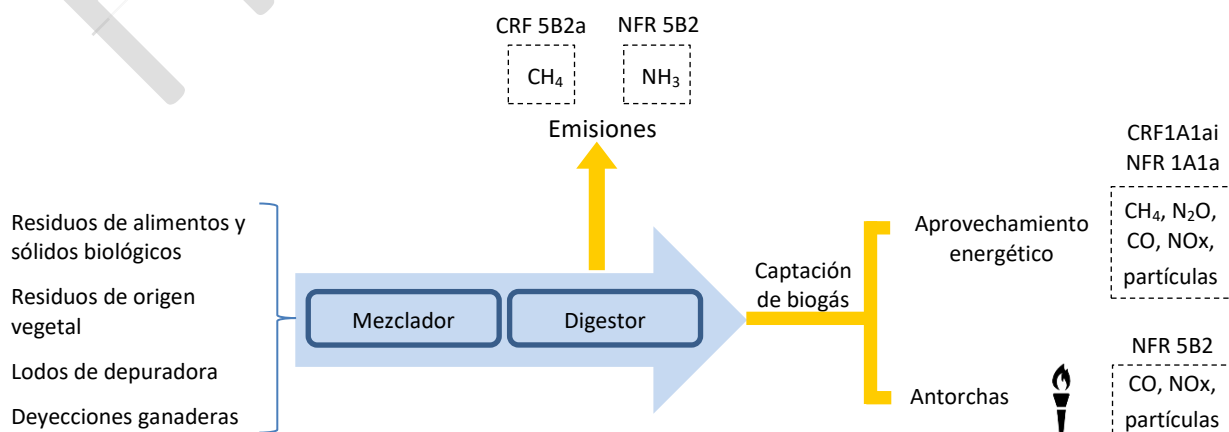 CRF 5B2a
NFR 5B2
CH₄
NH₃
Emisiones
Residuos de alimentos y
sólidos biológicos
Residuos de origen
vegetal
Lodos de depuradora
Deyecciones ganaderas
Mezclador
Digestor
Captación
de biogás
Aprovechamiento
energético
CRF1A1ai
NFR 1A1a
CH₄, N₂O,
CO, NOx,
partículas
Antorchas
NFR 5B2
CO, NOx,
partículas